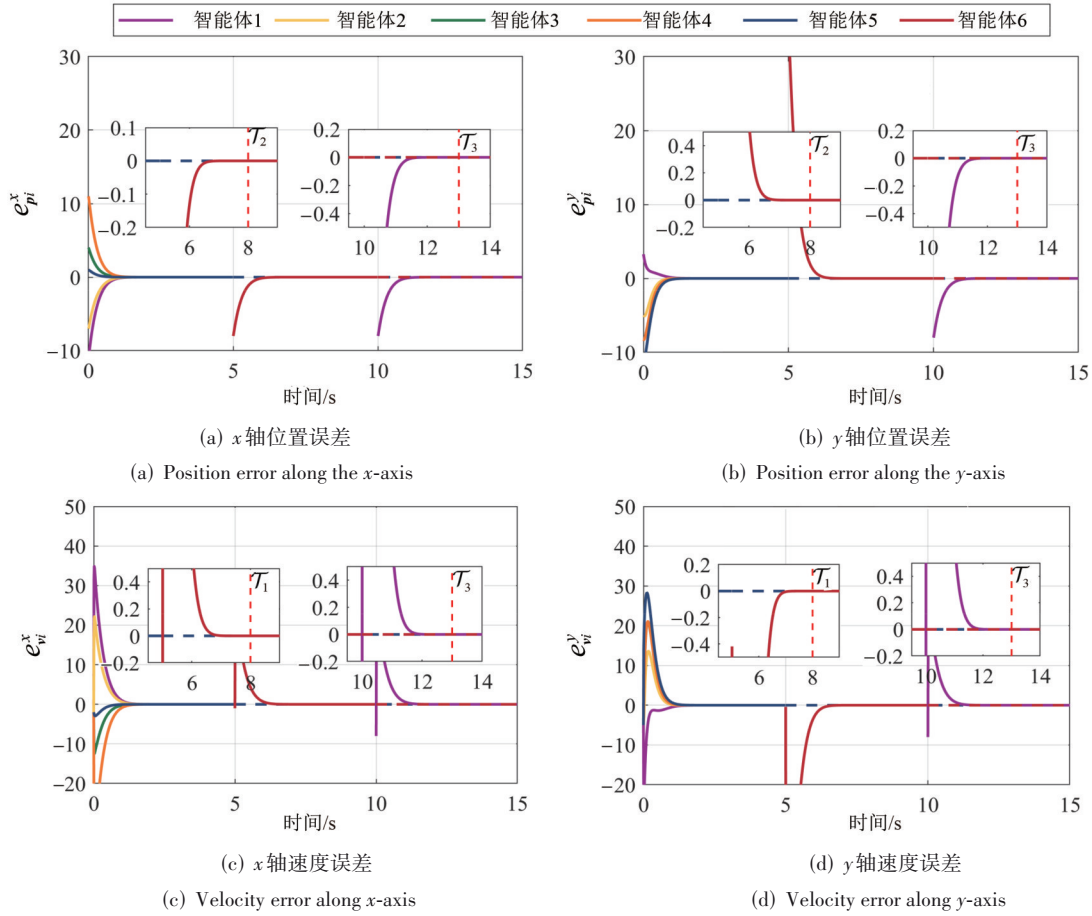 智能体1 智能体2 智能体3 智能体4 智能体5 智能体6
30
20
10
0
−10
0 5 10 15
e_{pi}^x
时间/s
0.1
0
−0.1
−0.2
6 8
𝒯₂
0.2
0
−0.2
−0.4
10 12 14
𝒯₃
(a) x轴位置误差
(a) Position error along the x-axis
30
20
10
0
−10
0 5 10 15
e_{pi}^y
时间/s
0.4
0.2
0
−0.2
6 8
𝒯₂
0.2
0
−0.2
−0.4
10 12 14
𝒯₃
(b) y轴位置误差
(b) Position error along the y-axis
50
40
30
20
10
0
−10
−20
0 5 10 15
e_{vi}^x
时间/s
0.4
0.2
0
−0.2
6 8
𝒯₁
0.4
0.2
0
−0.2
10 12 14
𝒯₃
(c) x轴速度误差
(c) Velocity error along x-axis
50
40
30
20
10
0
−10
−20
0 5 10 15
e_{vi}^y
时间/s
0.2
0
−0.2
−0.4
6 8
𝒯₁
0.4
0.2
0
−0.2
10 12 14
𝒯₃
(d) y轴速度误差
(d) Velocity error along y-axis